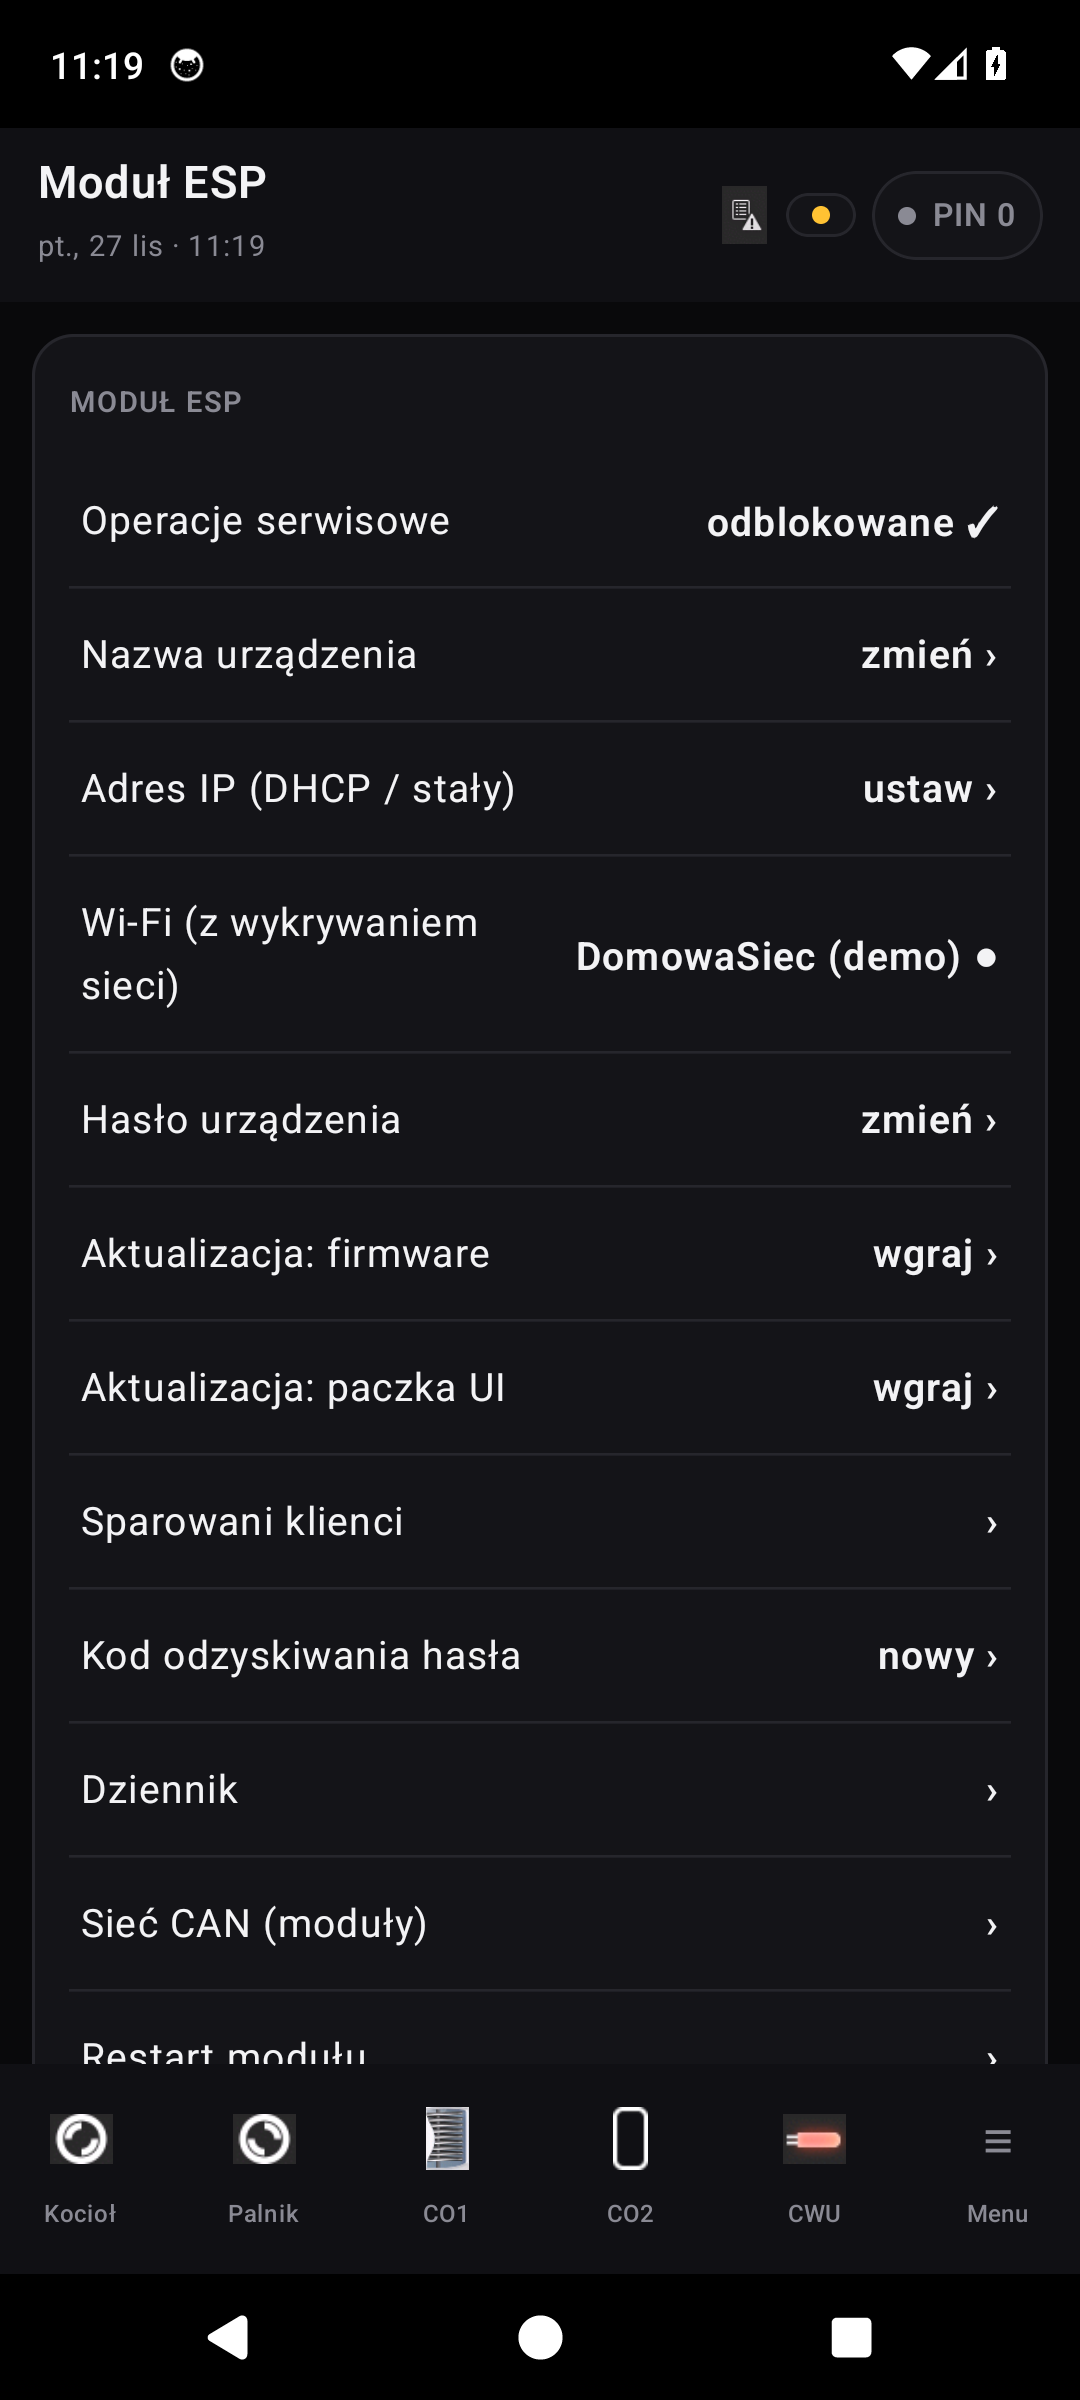 11:19
Moduł ESP
pt., 27 lis · 11:19
PIN 0
MODUŁ ESP
Operacje serwisowe odblokowane ✓
Nazwa urządzenia zmień ›
Adres IP (DHCP / stały) ustaw ›
Wi-Fi (z wykrywaniem sieci) DomowaSiec (demo) ●
Hasło urządzenia zmień ›
Aktualizacja: firmware wgraj ›
Aktualizacja: paczka UI wgraj ›
Sparowani klienci ›
Kod odzyskiwania hasła nowy ›
Dziennik ›
Sieć CAN (moduły) ›
Restart modułu ›
Kocioł Palnik CO1 CO2 CWU Menu